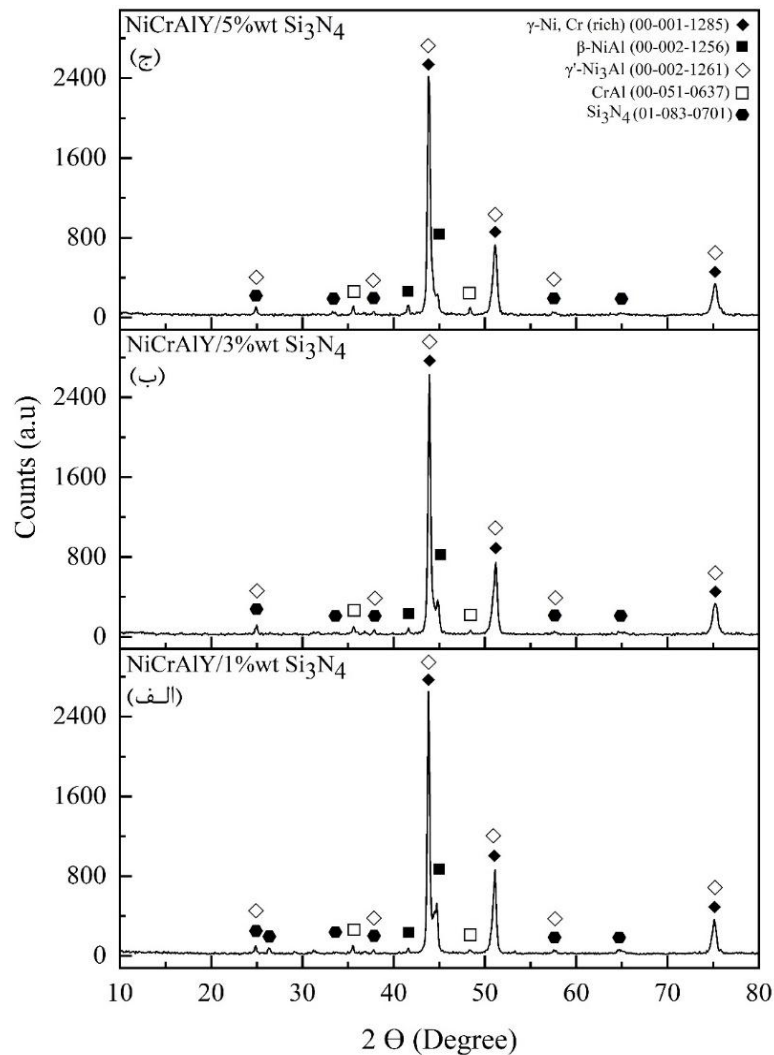 NiCrAlY/5%wt Si₃N₄
(ج)
γ-Ni, Cr (rich) (00-001-1285)
β-NiAl (00-002-1256)
γ'-Ni₃Al (00-002-1261)
CrAl (00-051-0637)
Si₃N₄ (01-083-0701)
2400
1600
800
0
NiCrAlY/3%wt Si₃N₄
(ب)
2400
1600
800
0
NiCrAlY/1%wt Si₃N₄
(الـف)
2400
1600
800
0
Counts (a.u)
10 20 30 40 50 60 70 80
2 Θ (Degree)